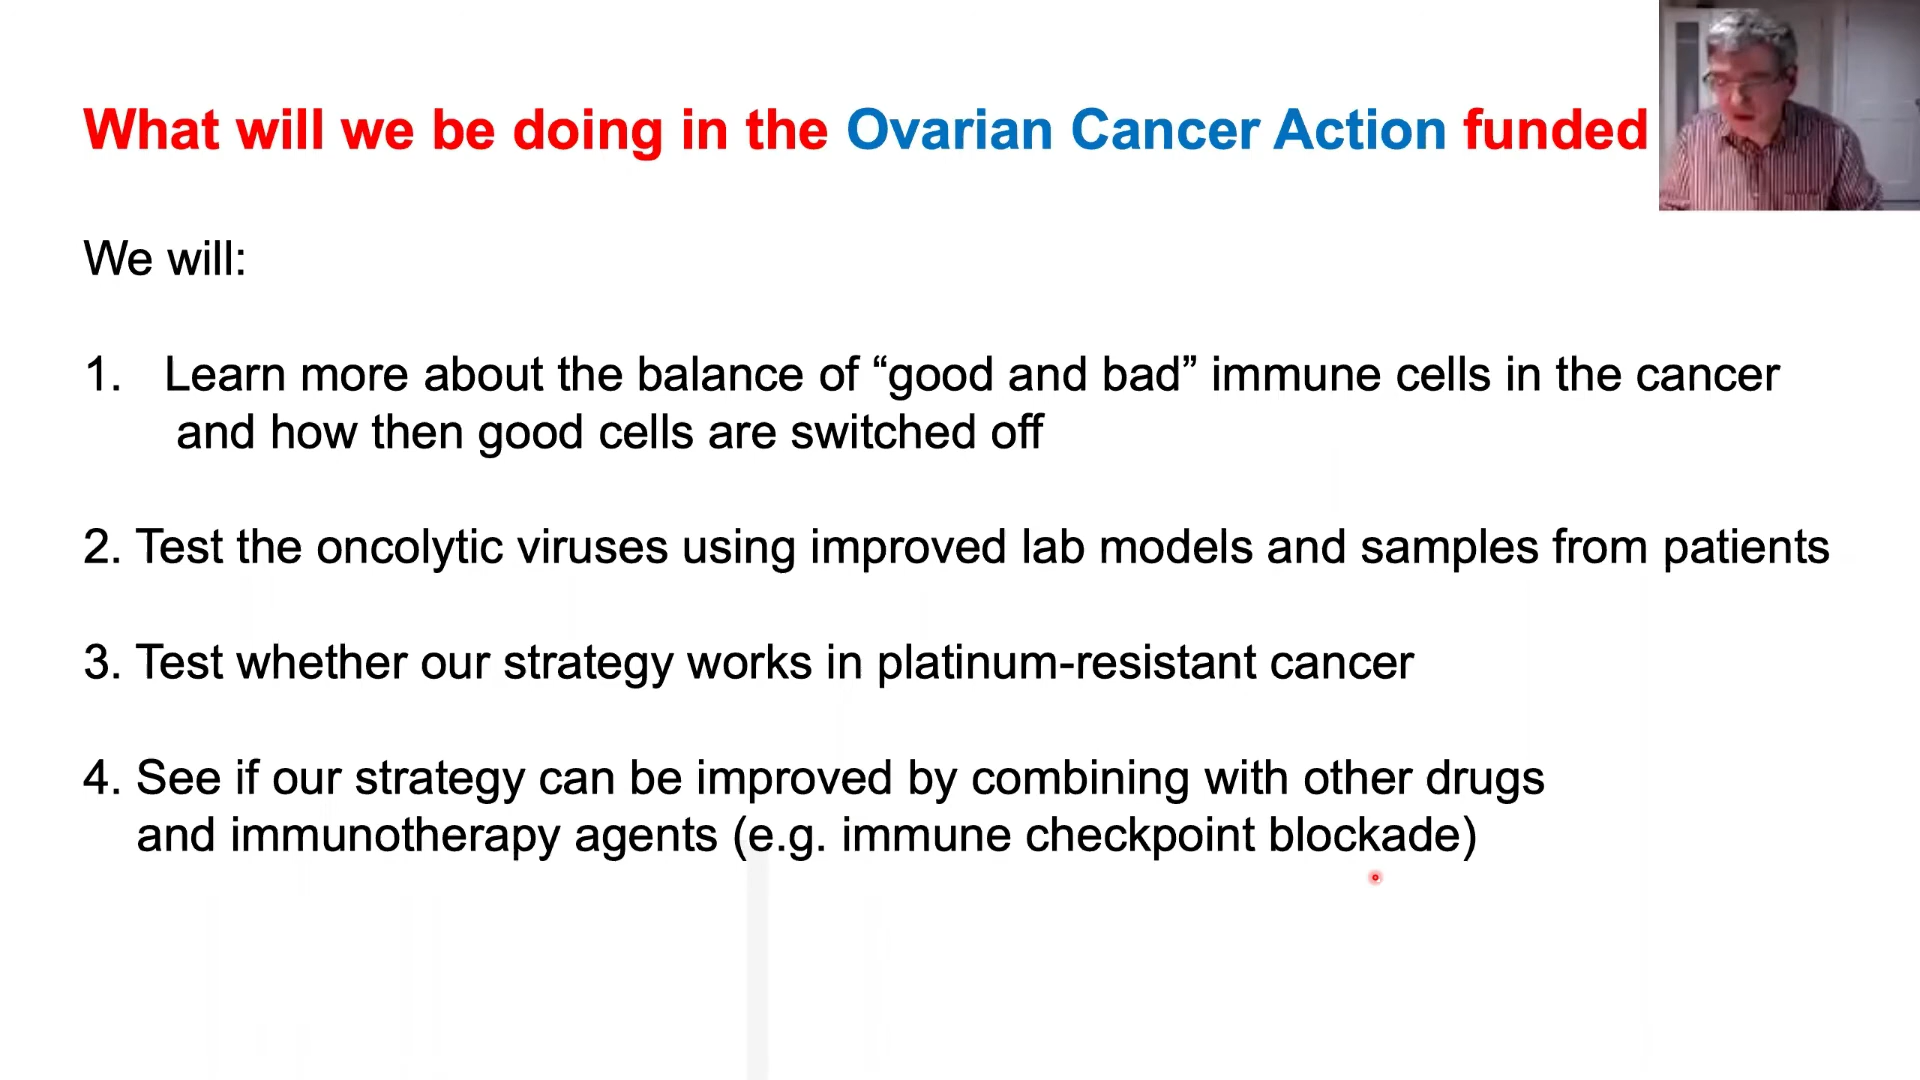 What will we be doing in the Ovarian Cancer Action funded
We will:
1. Learn more about the balance of “good and bad” immune cells in the cancer
and how then good cells are switched off
2. Test the oncolytic viruses using improved lab models and samples from patients
3. Test whether our strategy works in platinum-resistant cancer
4. See if our strategy can be improved by combining with other drugs
and immunotherapy agents (e.g. immune checkpoint blockade)